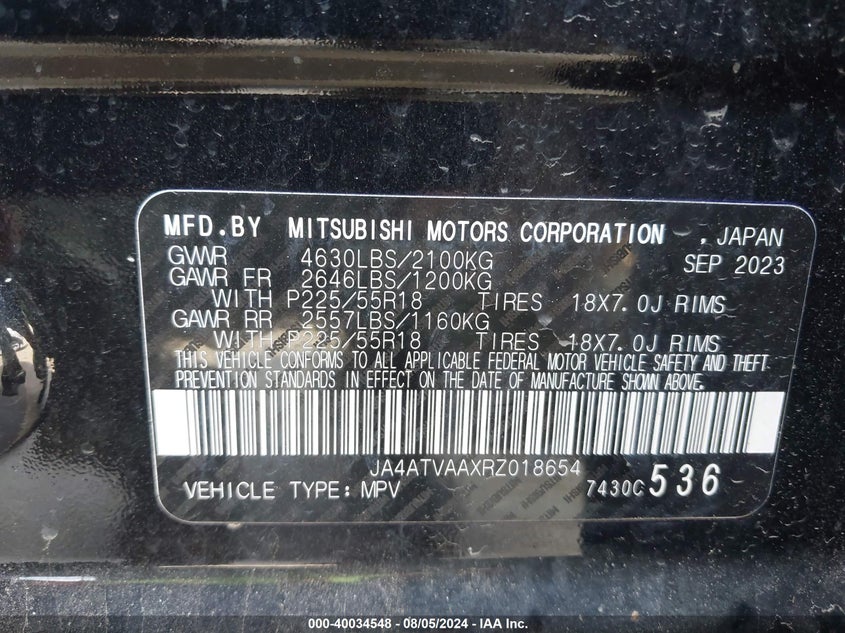 MFD.BY MITSUBISHI MOTORS CORPORATION , JAPAN
GVWR 4630LBS/2100KG SEP 2023
GAWR FR 2646LBS/1200KG
WITH P225/55R18 TIRES 18X7.0J RIMS
GAWR RR 2557LBS/1160KG
WITH P225/55R18 TIRES 18X7.0J RIMS
THIS VEHICLE CONFORMS TO ALL APPLICABLE FEDERAL MOTOR VEHICLE SAFETY AND THEFT
PREVENTION STANDARDS IN EFFECT ON THE DATE OF MANUFACTURE SHOWN ABOVE.
JA4ATVAAXRZ018654
VEHICLE TYPE:MPV 7430C 536
000-40034548 - 08/05/2024 - IAA Inc.